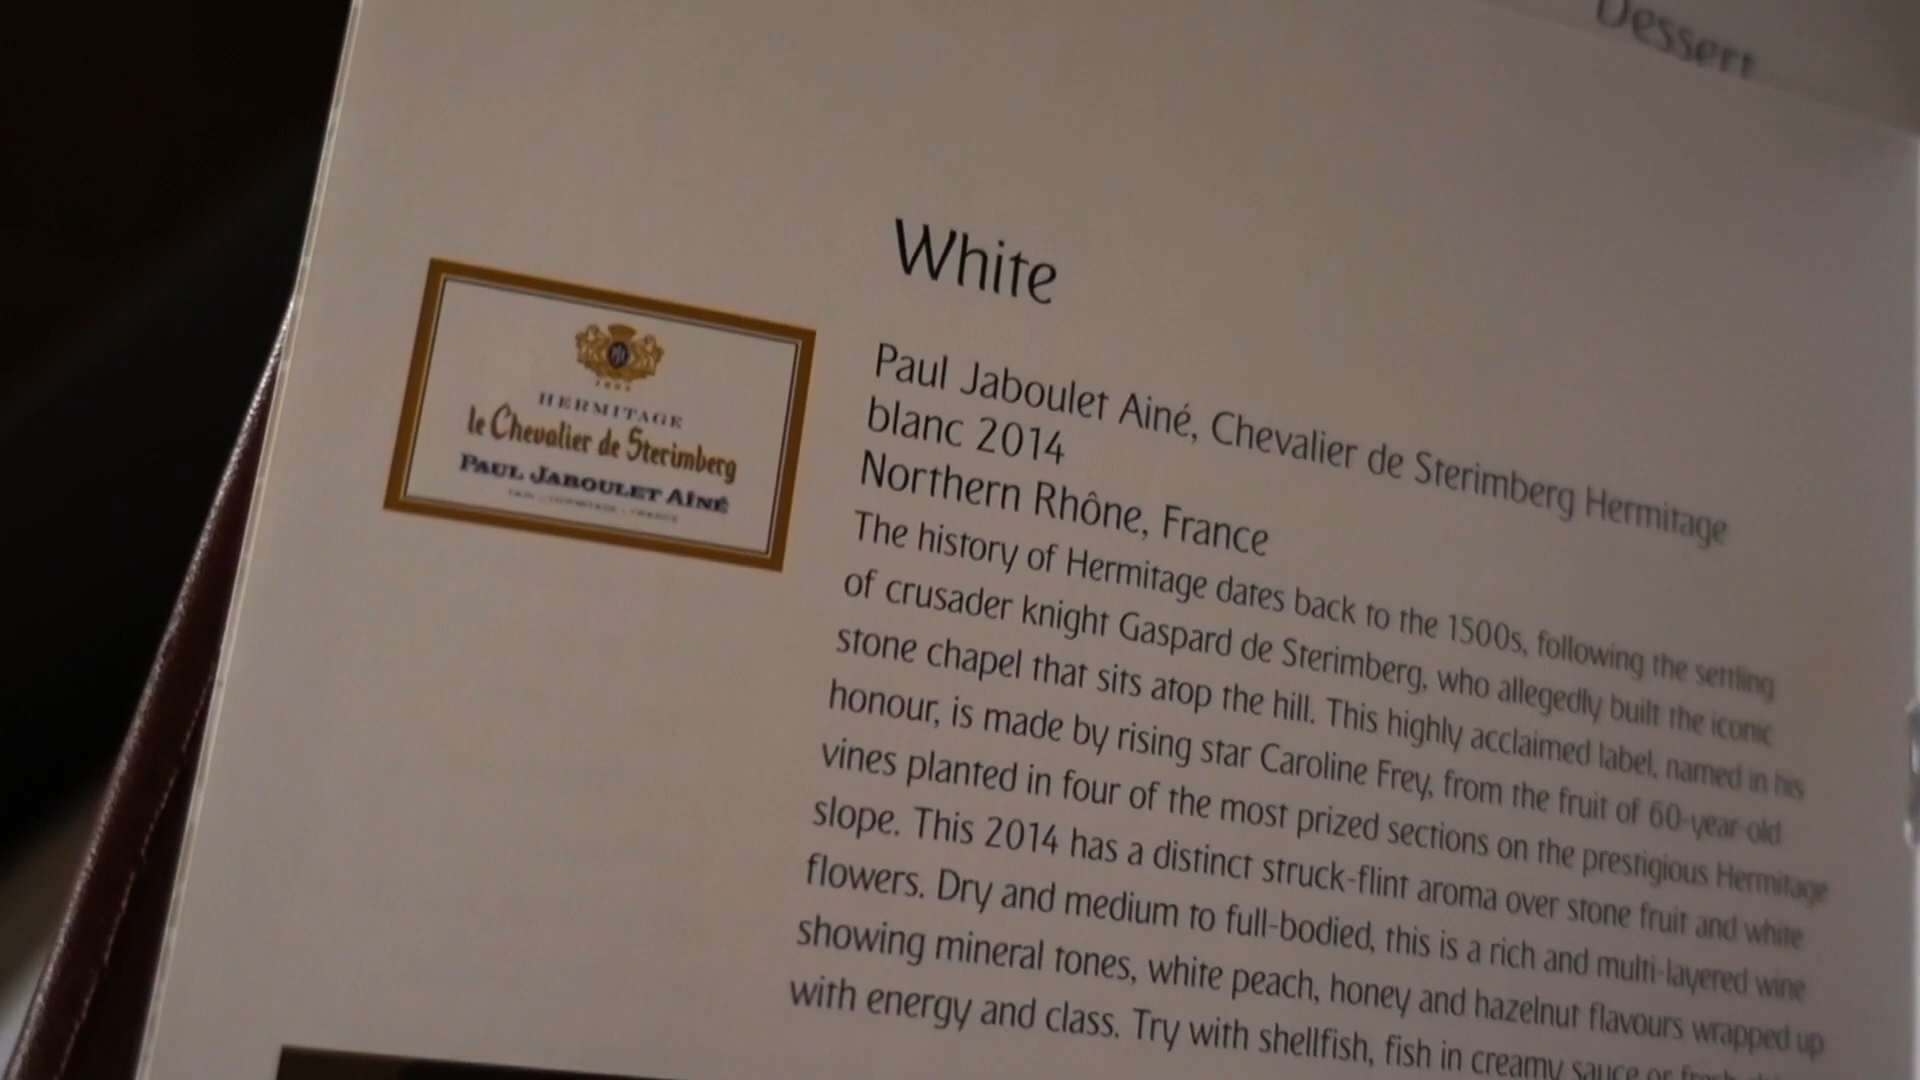 Dessert
White
HERMITAGE
le Chevalier de Sterimberg
PAUL JABOULET AÎNÉ
Paul Jaboulet Ainé, Chevalier de Sterimberg Hermitage
blanc 2014
Northern Rhône, France
The history of Hermitage dates back to the 1500s, following the settling
of crusader knight Gaspard de Sterimberg, who allegedly built the iconic
stone chapel that sits atop the hill. This highly acclaimed label, named in his
honour, is made by rising star Caroline Frey, from the fruit of 60-year-old
vines planted in four of the most prized sections on the prestigious Hermitage
slope. This 2014 has a distinct struck-flint aroma over stone fruit and white
flowers. Dry and medium to full-bodied, this is a rich and multi-layered wine
showing mineral tones, white peach, honey and hazelnut flavours wrapped up
with energy and class. Try with shellfish, fish in creamy sauce or